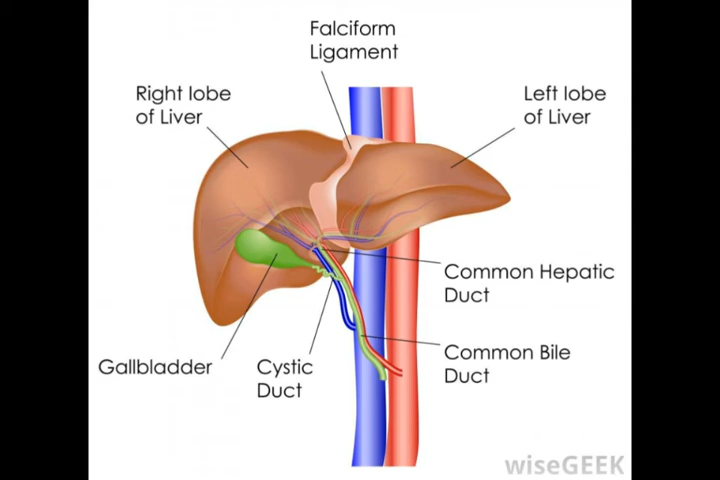 Falciform
Ligament
Right lobe
of Liver
Left lobe
of Liver
Common Hepatic
Duct
Gallbladder
Cystic
Duct
Common Bile
Duct
wiseGEEK